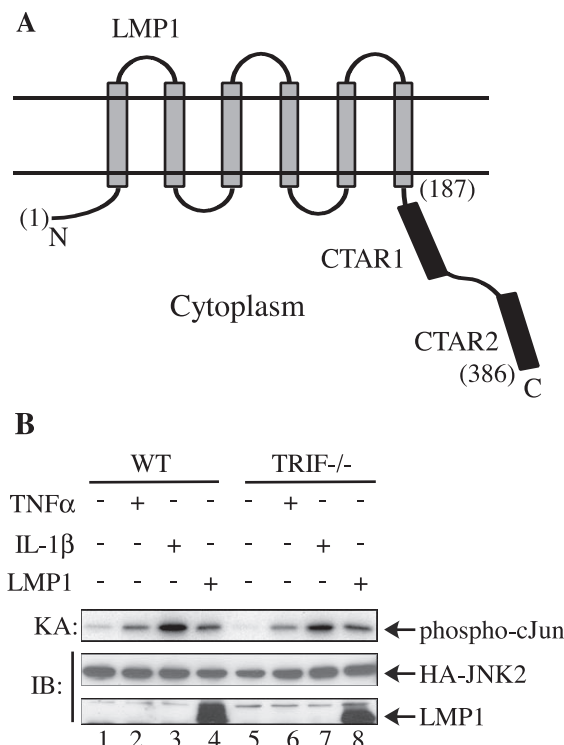 A
LMP1
(1)
N
(187)
CTAR1
Cytoplasm
CTAR2
(386)
C
B
WT TRIF-/-
TNFα - + - - - + - -
IL-1β - - + - - - + -
LMP1 - - - + - - - +
KA: phospho-cJun
IB: HA-JNK2
LMP1
1 2 3 4 5 6 7 8